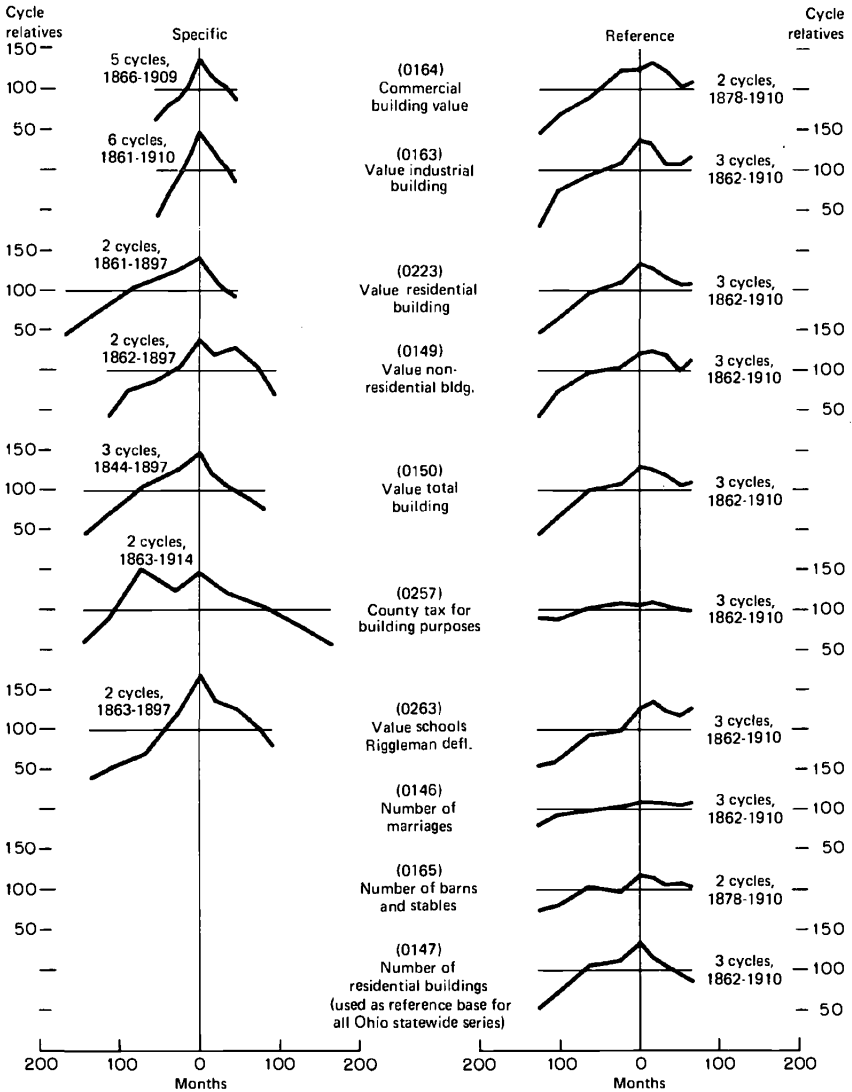 Cycle
relatives
Specific
Reference
Cycle
relatives
150
100
50
150
100
50
150
100
50
150
100
50
150
100
50
5 cycles,
1866-1909
(0164)
Commercial
building value
2 cycles,
1878-1910
6 cycles,
1861-1910
(0163)
Value industrial
building
3 cycles,
1862-1910
2 cycles,
1861-1897
(0223)
Value residential
building
3 cycles,
1862-1910
2 cycles,
1862-1897
(0149)
Value non-
residential bldg.
3 cycles,
1862-1910
3 cycles,
1844-1897
(0150)
Value total
building
3 cycles,
1862-1910
2 cycles,
1863-1914
(0257)
County tax for
building purposes
3 cycles,
1862-1910
2 cycles,
1863-1897
(0263)
Value schools
Riggleman defl.
3 cycles,
1862-1910
(0146)
Number of
marriages
3 cycles,
1862-1910
(0165)
Number of barns
and stables
2 cycles,
1878-1910
(0147)
Number of
residential buildings
(used as reference base for
all Ohio statewide series)
3 cycles,
1862-1910
150
100
50
150
100
50
150
100
50
150
100
50
150
100
50
200 100 0 100 200
Months
200 100 0 100 200
Months